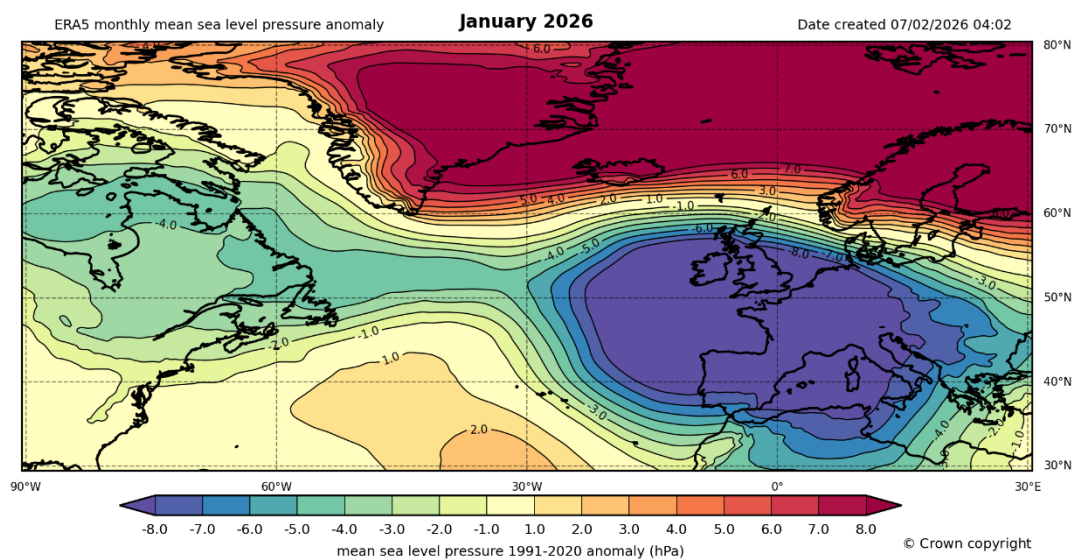 ERA5 monthly mean sea level pressure anomaly
January 2026
Date created 07/02/2026 04:02
-4.0
6.0
80°N
70°N
7.0
6.0
3.0
5.0 4.0 2.0 1.0 -1.0
60°N
-4.0
-6.0
-4.0 -5.0
-8.0 -7.0
-3.0
50°N
-1.0
-2.0
1.0
40°N
-3.0
2.0
-4.0
-2.0
-1.0
30°N
90°W 60°W 30°W 0° 30°E
-8.0 -7.0 -6.0 -5.0 -4.0 -3.0 -2.0 -1.0 1.0 2.0 3.0 4.0 5.0 6.0 7.0 8.0
mean sea level pressure 1991-2020 anomaly (hPa)
© Crown copyright